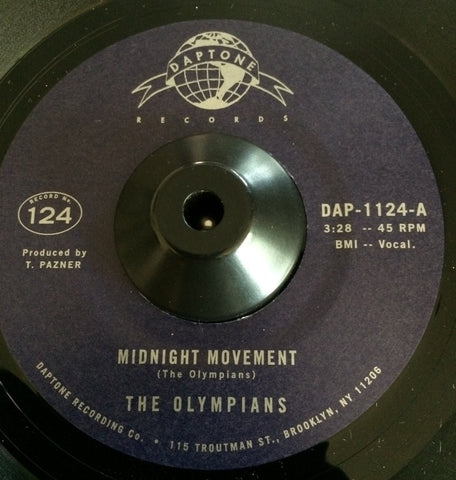 DAPTONE
RECORDS
RECORD No.
124
Produced by
T. PAZNER
DAP-1124-A
3:28 -- 45 RPM
BMI -- Vocal.
MIDNIGHT MOVEMENT
(The Olympians)
THE OLYMPIANS
DAPTONE RECORDING Co. • 115 TROUTMAN ST., BROOKLYN, NY 11206